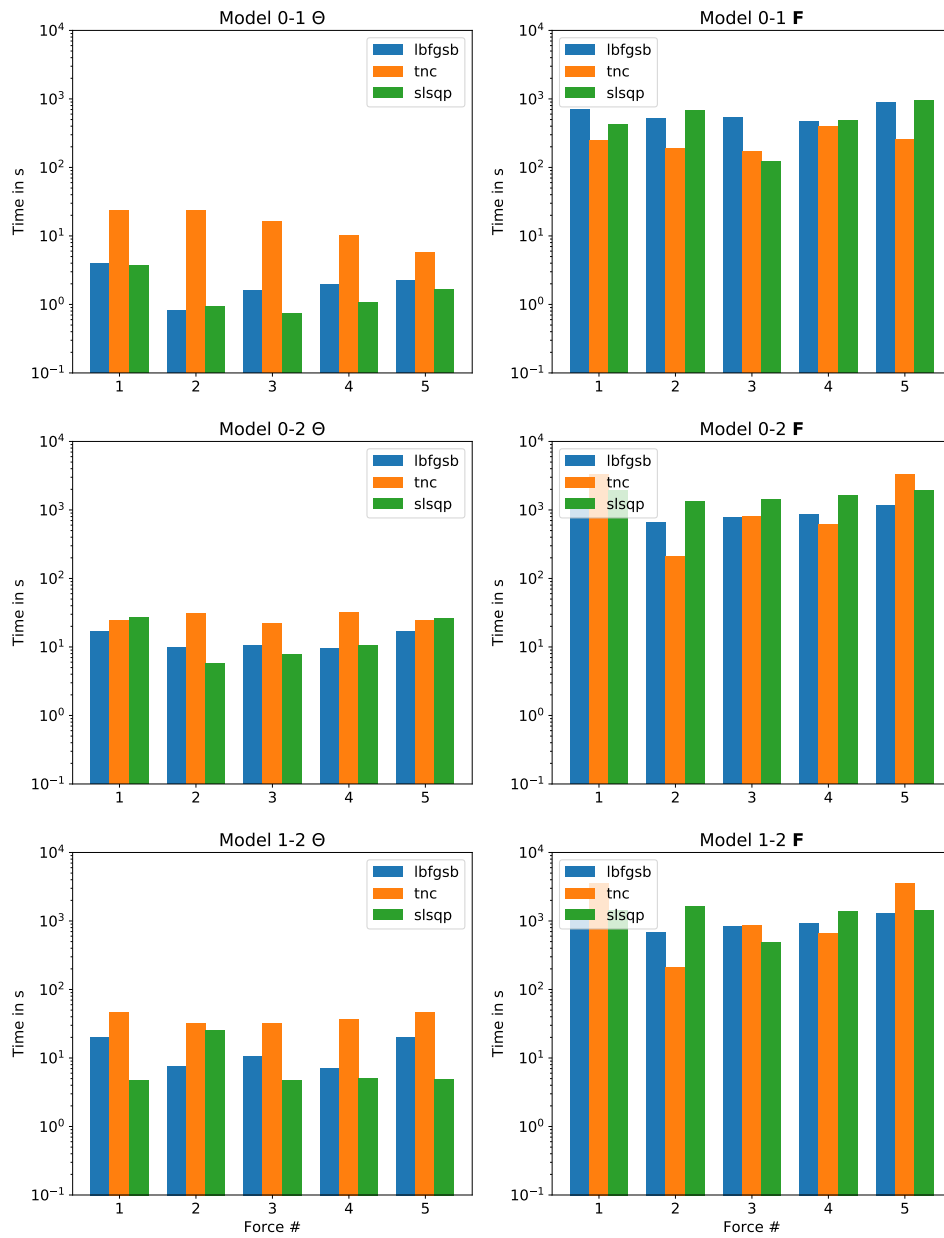 Model 0-1 Θ
Time in s
10⁴
10³
10²
10¹
10⁰
10⁻¹
lbfgsb
tnc
slsqp
1 2 3 4 5
Model 0-1 F
Time in s
10⁴
10³
10²
10¹
10⁰
10⁻¹
lbfgsb
tnc
slsqp
1 2 3 4 5
Model 0-2 Θ
Time in s
10⁴
10³
10²
10¹
10⁰
10⁻¹
lbfgsb
tnc
slsqp
1 2 3 4 5
Model 0-2 F
Time in s
10⁴
10³
10²
10¹
10⁰
10⁻¹
lbfgsb
tnc
slsqp
1 2 3 4 5
Model 1-2 Θ
Time in s
10⁴
10³
10²
10¹
10⁰
10⁻¹
lbfgsb
tnc
slsqp
1 2 3 4 5
Force #
Model 1-2 F
Time in s
10⁴
10³
10²
10¹
10⁰
10⁻¹
lbfgsb
tnc
slsqp
1 2 3 4 5
Force #